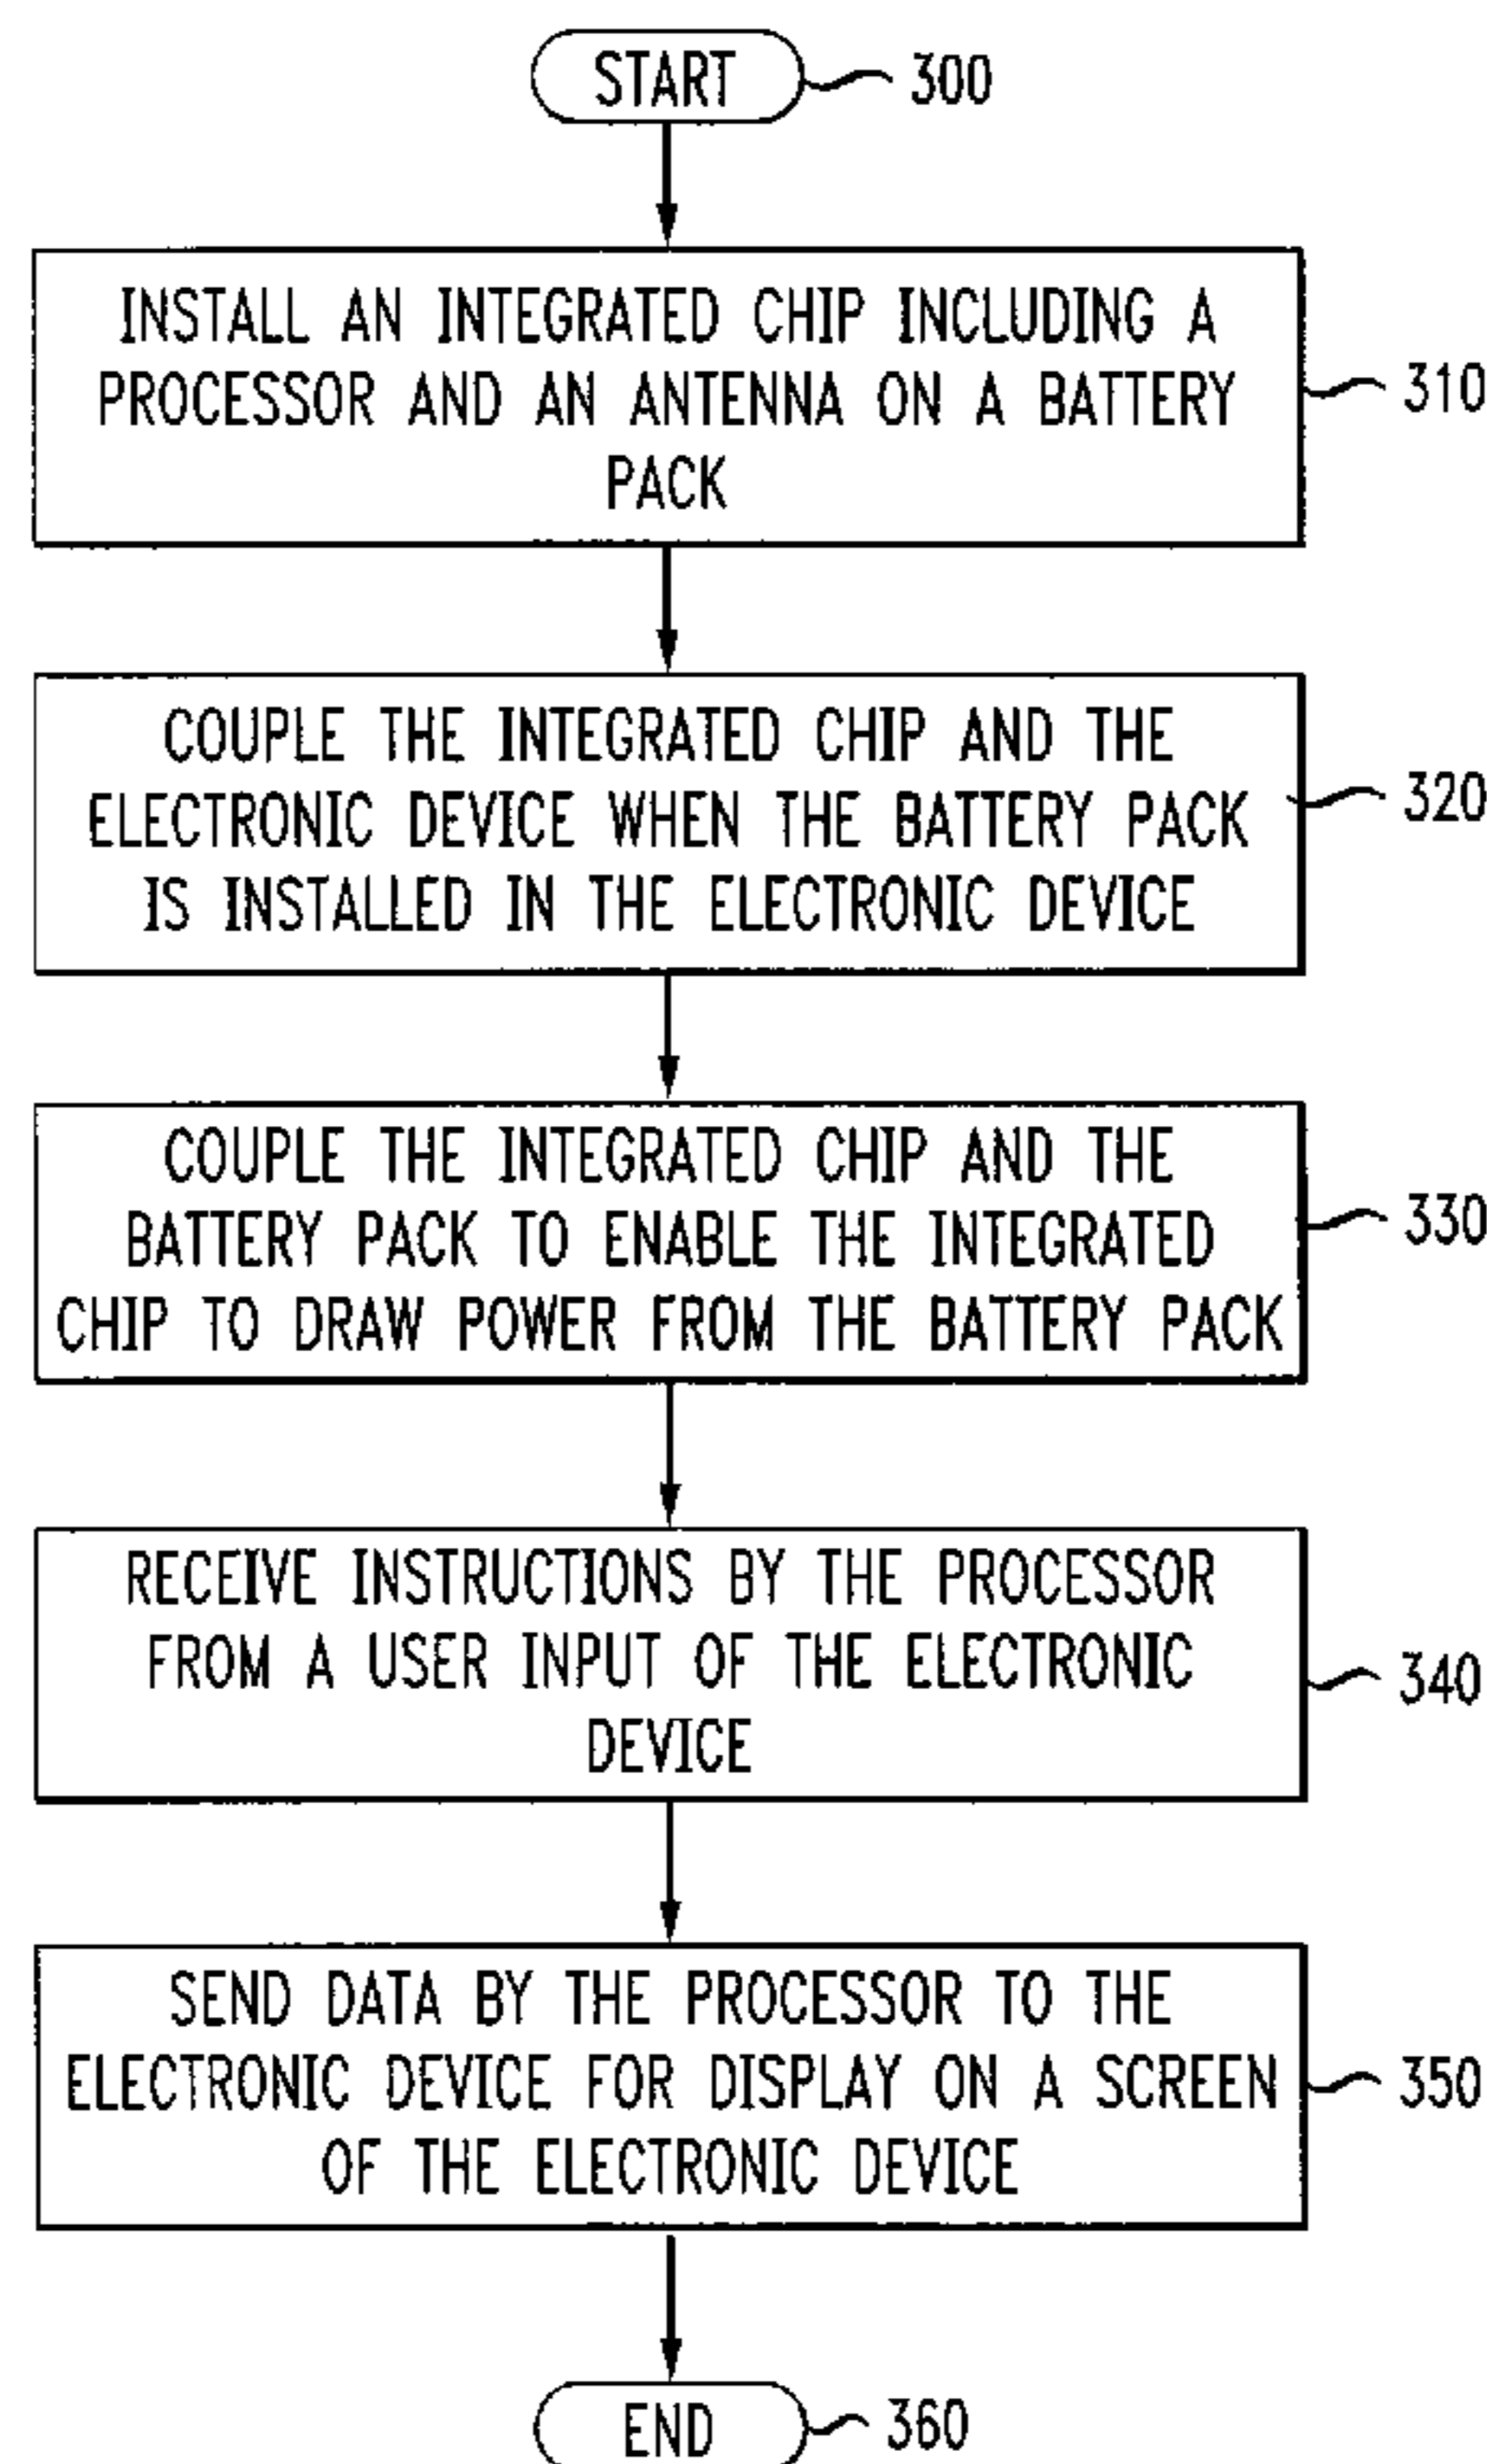 START
300
INSTALL AN INTEGRATED CHIP INCLUDING A
PROCESSOR AND AN ANTENNA ON A BATTERY
PACK
310
COUPLE THE INTEGRATED CHIP AND THE
ELECTRONIC DEVICE WHEN THE BATTERY PACK
IS INSTALLED IN THE ELECTRONIC DEVICE
320
COUPLE THE INTEGRATED CHIP AND THE
BATTERY PACK TO ENABLE THE INTEGRATED
CHIP TO DRAW POWER FROM THE BATTERY PACK
330
RECEIVE INSTRUCTIONS BY THE PROCESSOR
FROM A USER INPUT OF THE ELECTRONIC
DEVICE
340
SEND DATA BY THE PROCESSOR TO THE
ELECTRONIC DEVICE FOR DISPLAY ON A SCREEN
OF THE ELECTRONIC DEVICE
350
END
360